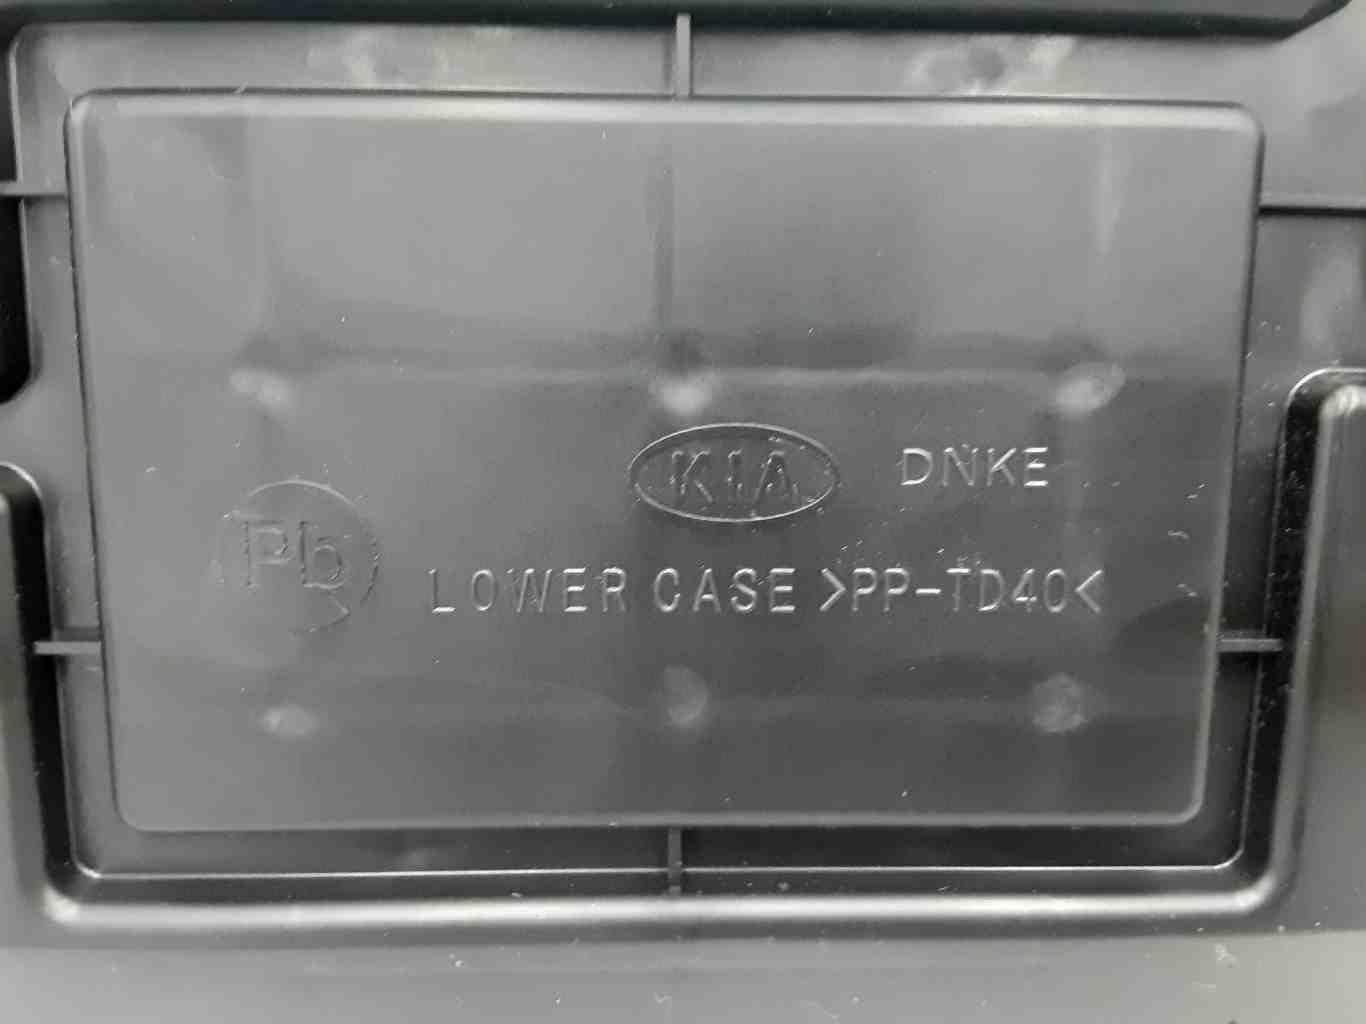 KIA DNKE
Pb
LOWER CASE >PP-TD40<